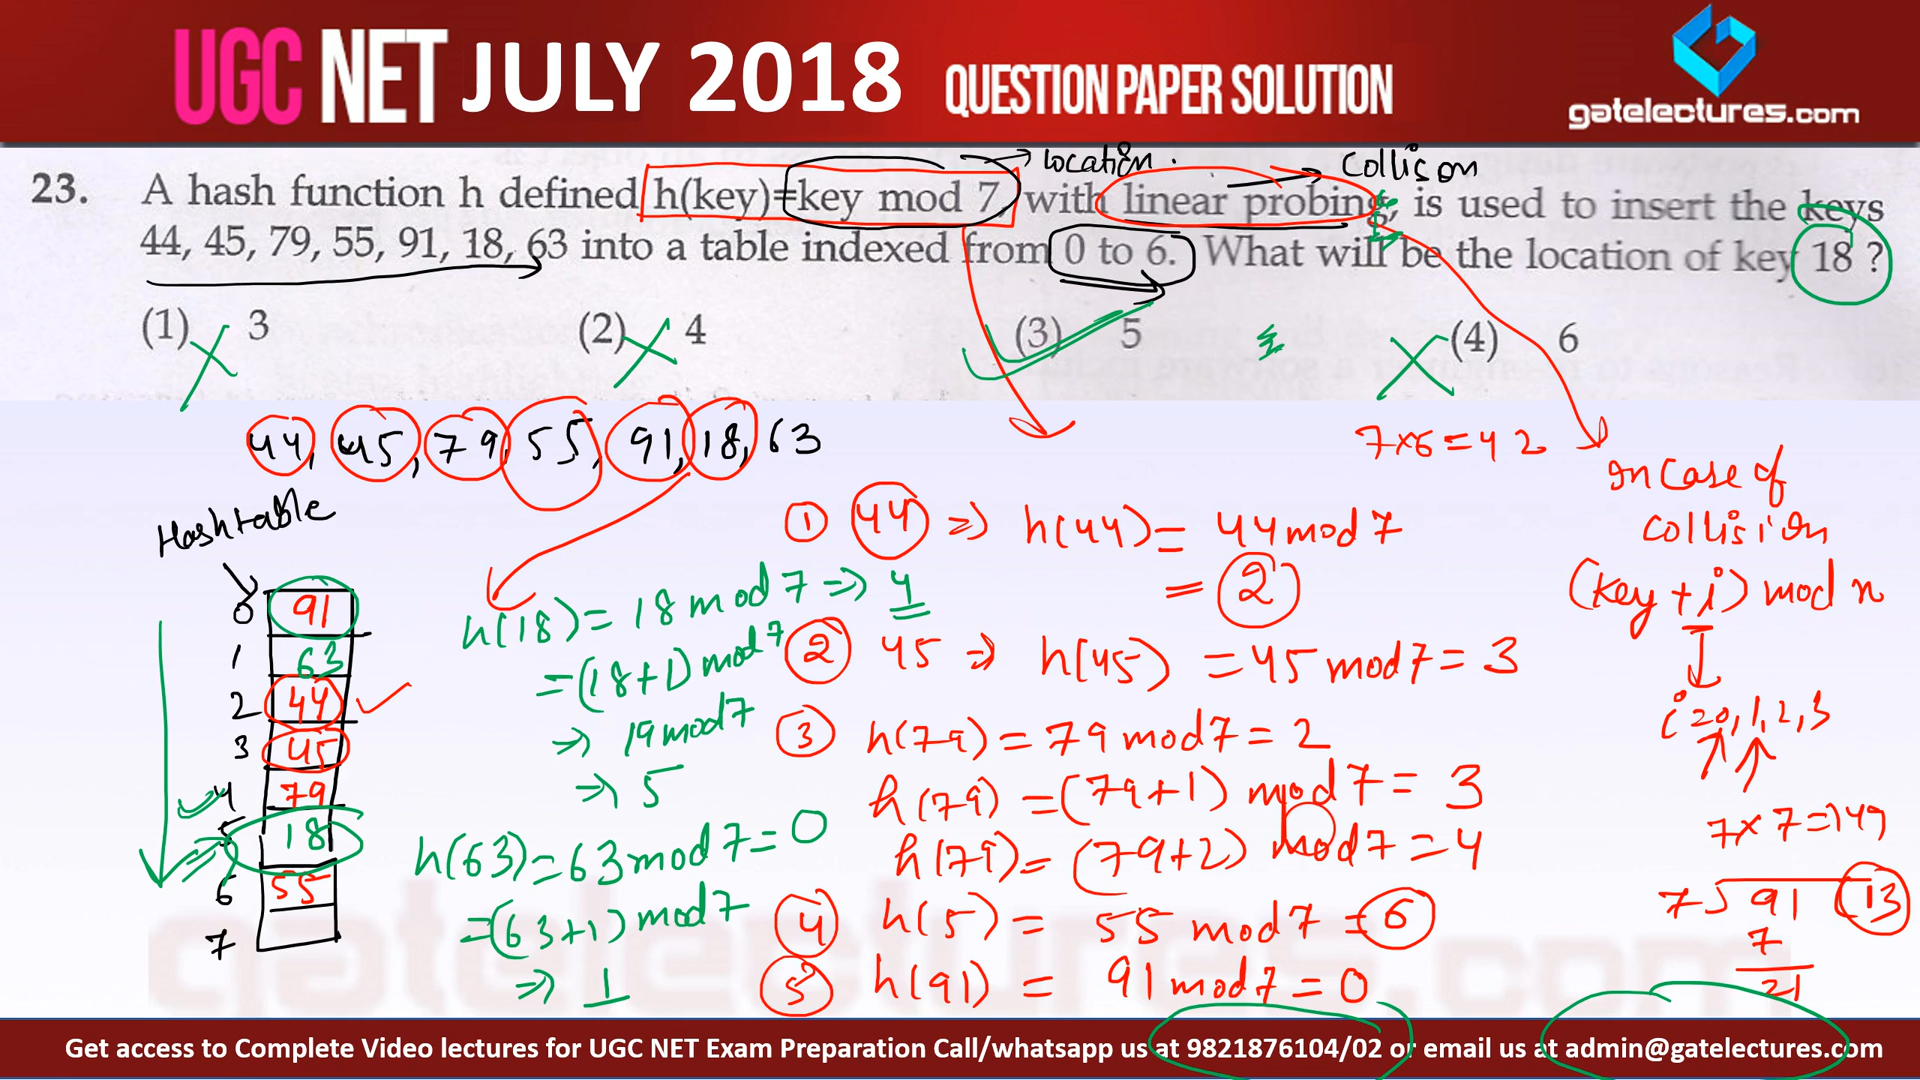 UGC NET JULY 2018 QUESTION PAPER SOLUTION
gatelectures.com
location.
Collision
23. A hash function h defined h(key)=key mod 7, with linear probing, is used to insert the keys
44, 45, 79, 55, 91, 18, 63 into a table indexed from 0 to 6. What will be the location of key 18 ?
(1) 3 (2) 4 (3) 5 (4) 6
44, 45, 79, 55, 91, 18, 63
7x6=42
In case of
collision
(key + i) mod n
i = 0, 1, 2, 3
Hashtable
0 91
1 63
2 44
3 45
4 79
5 18
6 55
7
h(18) = 18 mod 7 => 4
= (18+1) mod 7
=> 19 mod 7
=> 5
h(63) = 63 mod 7 = 0
= (63+1) mod 7
=> 1
1 44 => h(44) = 44 mod 7
= 2
2 45 => h(45) = 45 mod 7 = 3
3 h(79) = 79 mod 7 = 2
h(79) = (79+1) mod 7 = 3
h(79) = (79+2) mod 7 = 4
4 h(5) = 55 mod 7 = 6
5 h(91) = 91 mod 7 = 0
7x7=149
7 91 13
7
21
gatelectures.com
Get access to Complete Video lectures for UGC NET Exam Preparation Call/whatsapp us at 9821876104/02 or email us at admin@gatelectures.com